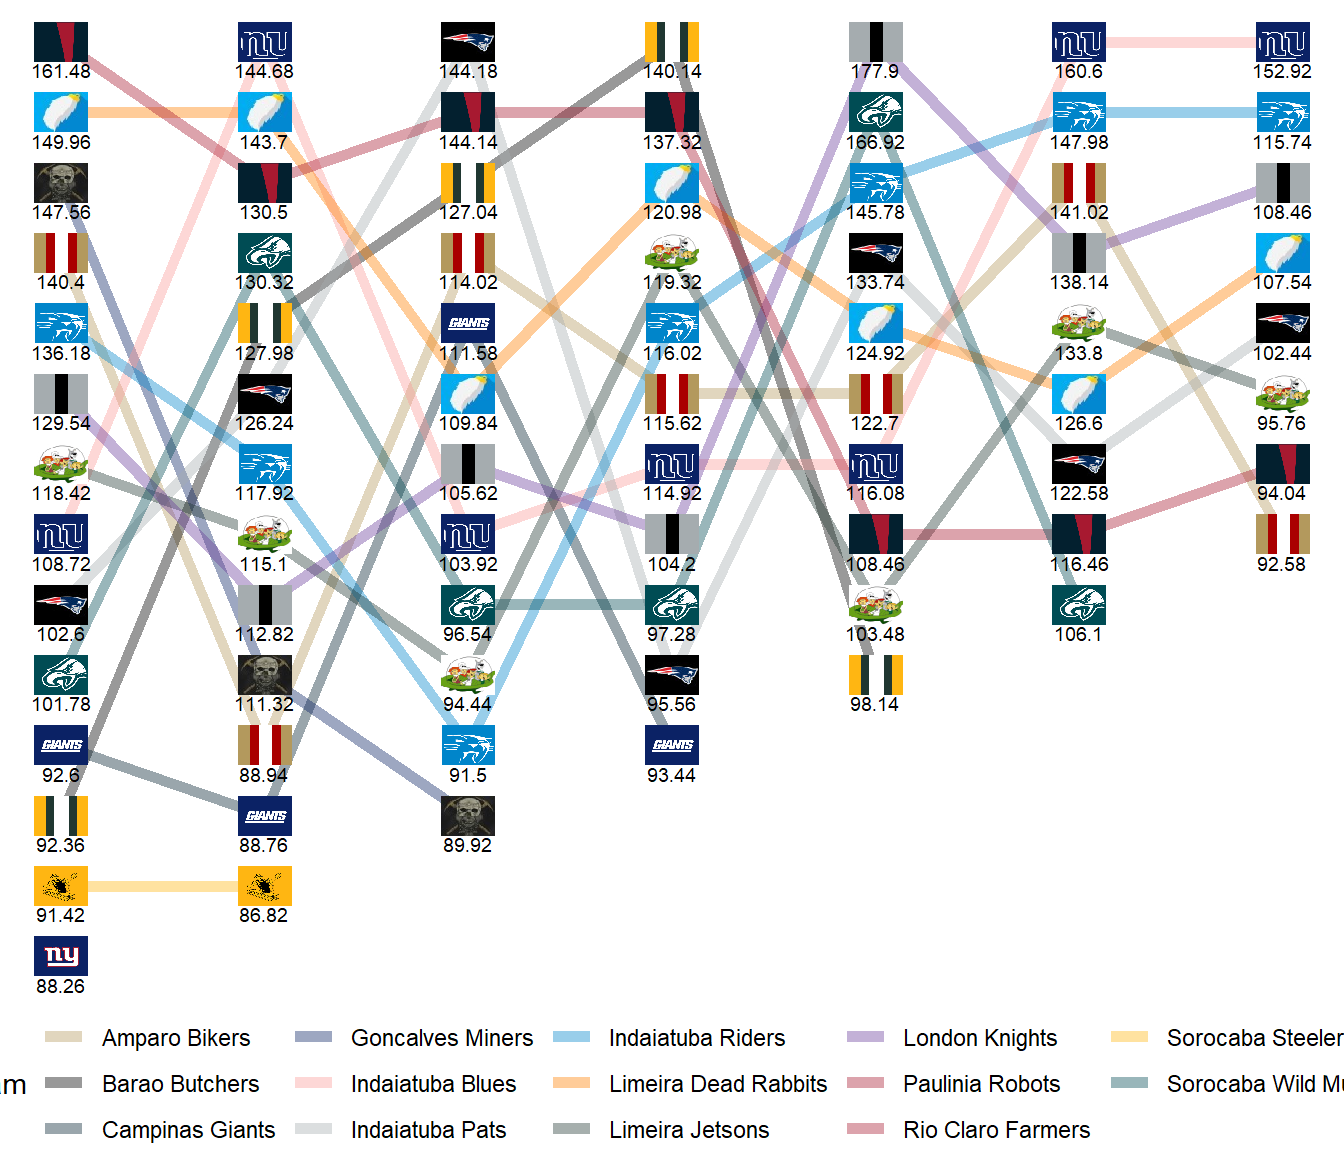 161.48 144.68 144.18 140.14 177.9 160.6 152.92
149.96 143.7 144.14 137.32 166.92 147.98 115.74
147.56 130.5 127.04 120.98 145.78 141.02 108.46
140.4 130.32 114.02 119.32 133.74 138.14 107.54
GIANTS
136.18 127.98 111.58 116.02 124.92 133.8 102.44
129.54 126.24 109.84 115.62 122.7 126.6 95.76
nu nu
118.42 117.92 105.62 114.92 116.08 122.58 94.04
108.72 115.1 103.92 104.2 108.46 116.46 92.58
102.6 112.82 96.54 97.28 103.48 106.1
101.78 111.32 94.44 95.56 98.14
GIANTS GIANTS
92.6 88.94 91.5 93.44
GIANTS
92.36 88.76 89.92
91.42 86.82
ny
88.26
Amparo Bikers Goncalves Miners Indaiatuba Riders London Knights Sorocaba Steeler
am Barao Butchers Indaiatuba Blues Limeira Dead Rabbits Paulinia Robots Sorocaba Wild Mu
Campinas Giants Indaiatuba Pats Limeira Jetsons Rio Claro Farmers